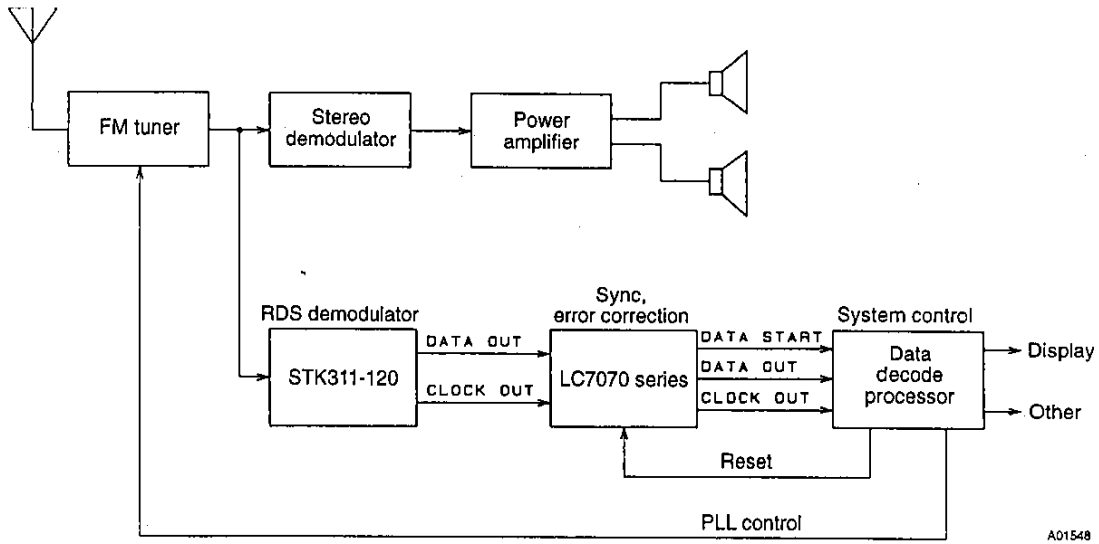 FM tuner
Stereo
demodulator
Power
amplifier
RDS demodulator
STK311-120
DATA OUT
CLOCK OUT
Sync,
error correction
LC7070 series
DATA START
DATA OUT
CLOCK OUT
System control
Data
decode
processor
Display
Other
Reset
PLL control
A01548